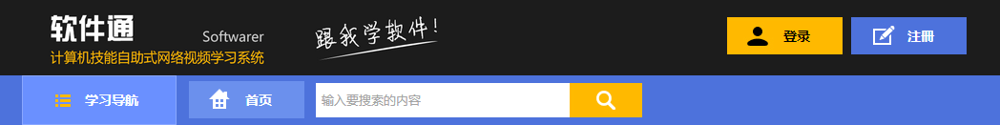 软件通
Softwarer
计算机技能自助式网络视频学习系统
跟我学软件!
登录
注冊
学习导航
首页
输入要搜索的内容